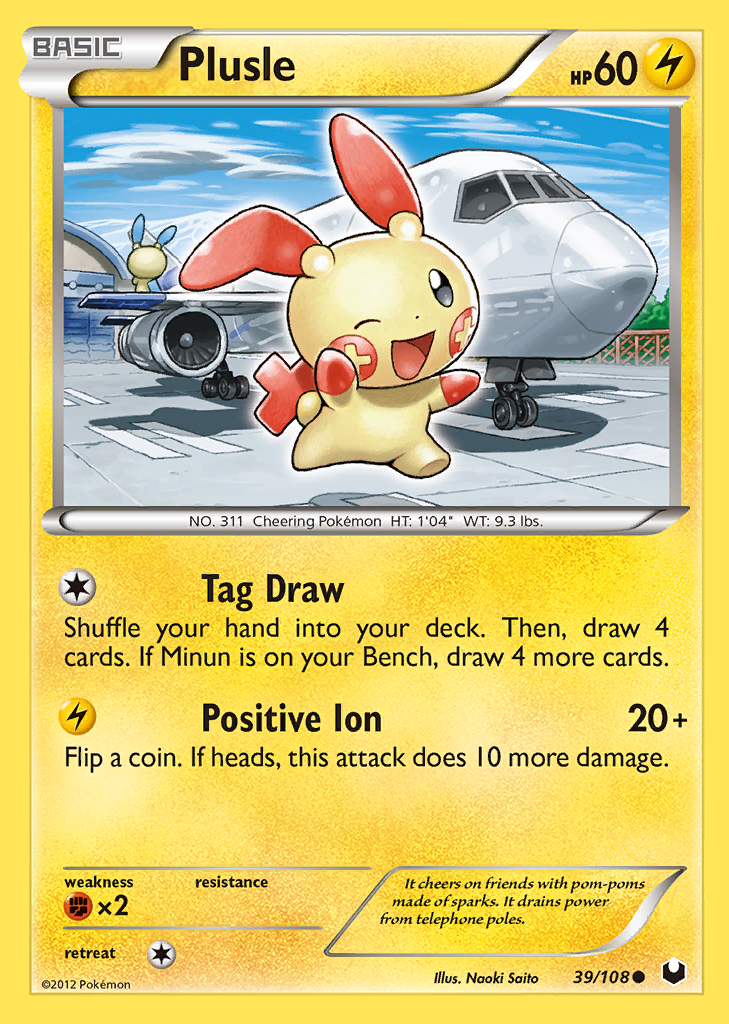 BASIC
Plusle
HP60
NO. 311 Cheering Pokémon HT: 1'04" WT: 9.3 lbs.
Tag Draw
Shuffle your hand into your deck. Then, draw 4
cards. If Minun is on your Bench, draw 4 more cards.
Positive Ion 20+
Flip a coin. If heads, this attack does 10 more damage.
weakness resistance
×2
It cheers on friends with pom-poms
made of sparks. It drains power
from telephone poles.
retreat
©2012 Pokémon
Illus. Naoki Saito 39/108